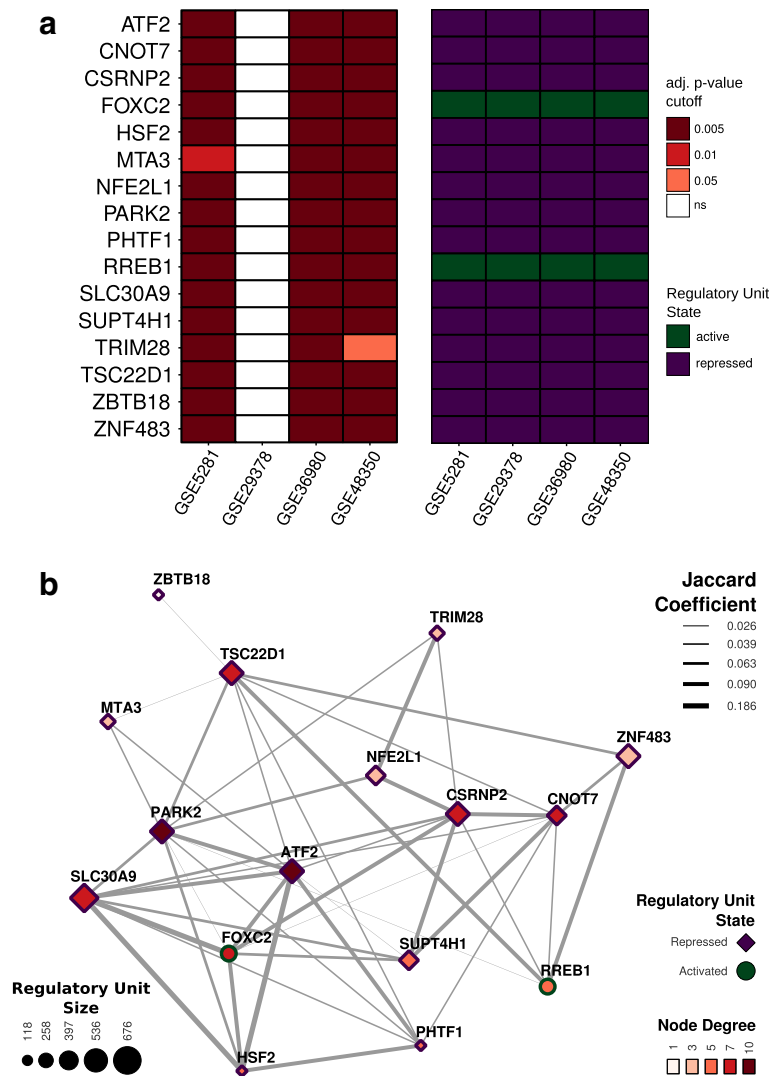 a
ATF2
CNOT7
CSRNP2
FOXC2
HSF2
MTA3
NFE2L1
PARK2
PHTF1
RREB1
SLC30A9
SUPT4H1
TRIM28
TSC22D1
ZBTB18
ZNF483
GSE5281
GSE29378
GSE36980
GSE48350
GSE5281
GSE29378
GSE36980
GSE48350
adj. p-value
cutoff
0.005
0.01
0.05
ns
Regulatory Unit
State
active
repressed
b
ZBTB18
TRIM28
TSC22D1
MTA3
ZNF483
NFE2L1
CSRNP2
CNOT7
PARK2
ATF2
SLC30A9
FOXC2
SUPT4H1
RREB1
PHTF1
HSF2
Jaccard
Coefficient
0.026
0.039
0.063
0.090
0.186
Regulatory Unit
State
Repressed
Activated
Regulatory Unit
Size
118
258
397
536
676
Node Degree
1
3
5
7
10